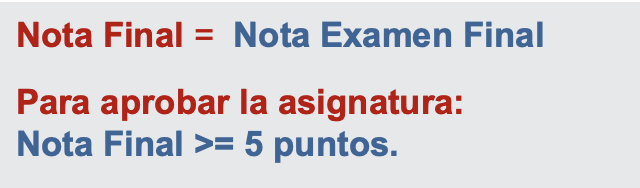 Nota Final = Nota Examen Final
Para aprobar la asignatura:
Nota Final >= 5 puntos.